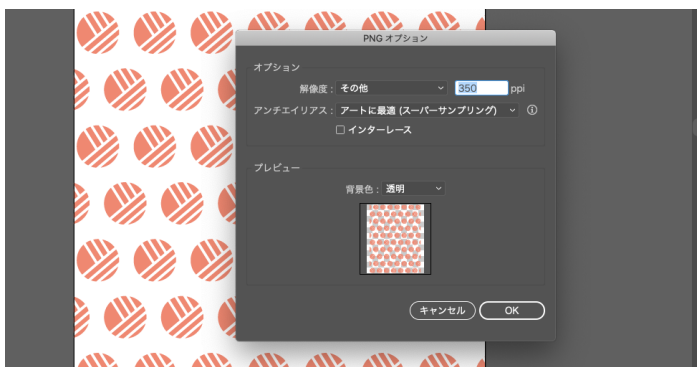 PNG オプション
オプション
解像度 : その他 350 ppi
アンチエイリアス : アートに最適 (スーパーサンプリング)
インターレース
プレビュー
背景色 : 透明
キャンセル OK